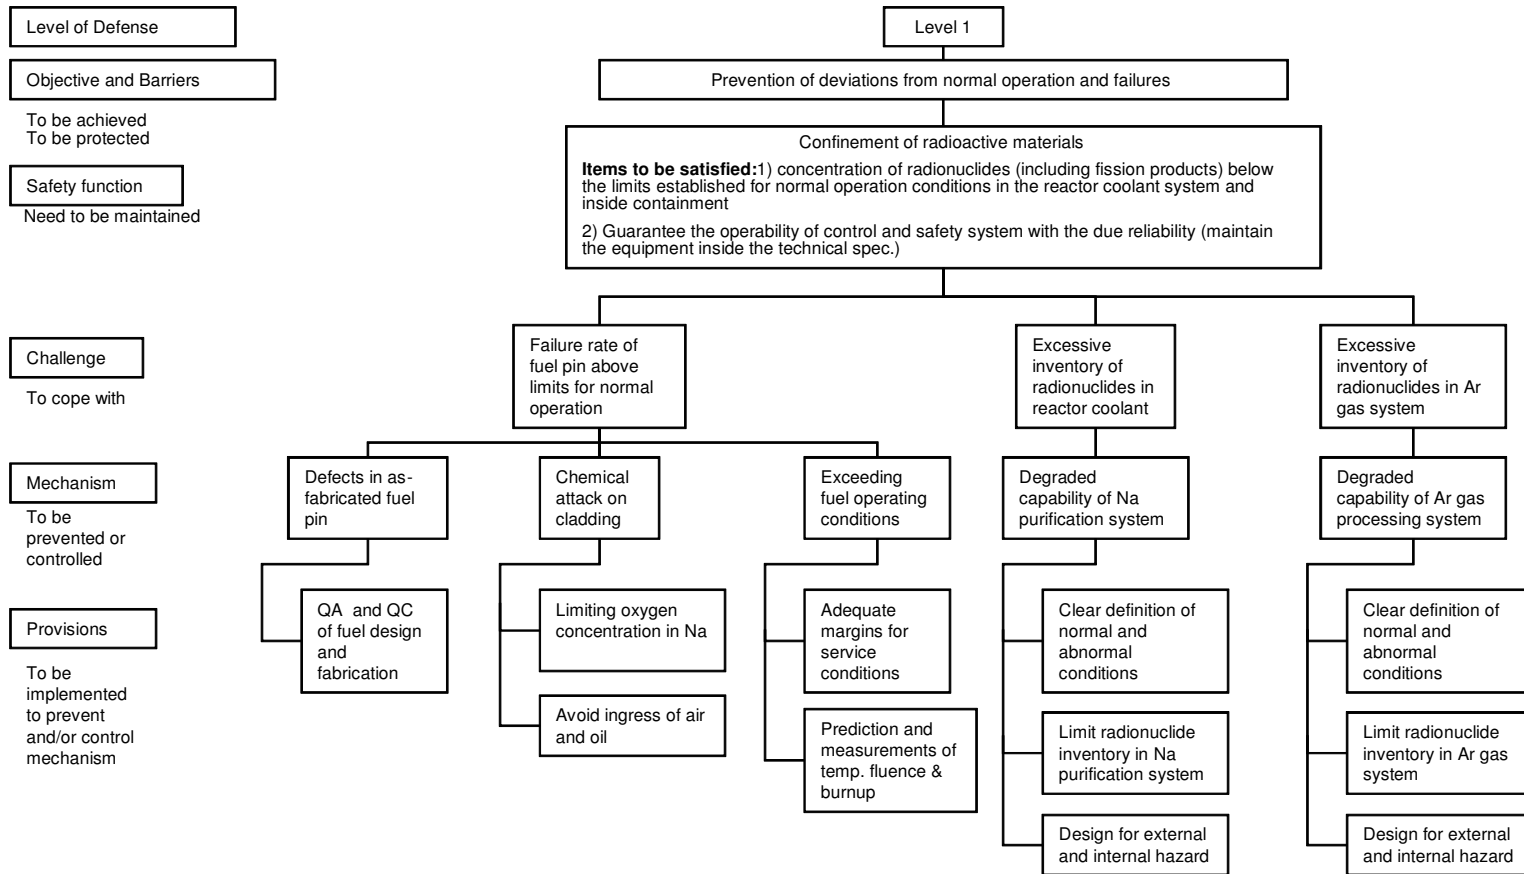 Level of Defense
Level 1
Objective and Barriers
Prevention of deviations from normal operation and failures
To be achieved
To be protected
Confinement of radioactive materials
Items to be satisfied:1) concentration of radionuclides (including fission products) below
the limits established for normal operation conditions in the reactor coolant system and
inside containment
2) Guarantee the operability of control and safety system with the due reliability (maintain
the equipment inside the technical spec.)
Safety function
Need to be maintained
Challenge
To cope with
Failure rate of
fuel pin above
limits for normal
operation
Excessive
inventory of
radionuclides in
reactor coolant
Excessive
inventory of
radionuclides in Ar
gas system
Mechanism
To be
prevented or
controlled
Defects in as-
fabricated fuel
pin
Chemical
attack on
cladding
Exceeding
fuel operating
conditions
Degraded
capability of Na
purification system
Degraded
capability of Ar gas
processing system
Provisions
To be
implemented
to prevent
and/or control
mechanism
QA and QC
of fuel design
and
fabrication
Limiting oxygen
concentration in Na
Avoid ingress of air
and oil
Adequate
margins for
service
conditions
Prediction and
measurements of
temp. fluence &
burnup
Clear definition of
normal and
abnormal
conditions
Limit radionuclide
inventory in Na
purification system
Design for external
and internal hazard
Clear definition of
normal and
abnormal
conditions
Limit radionuclide
inventory in Ar gas
system
Design for external
and internal hazard